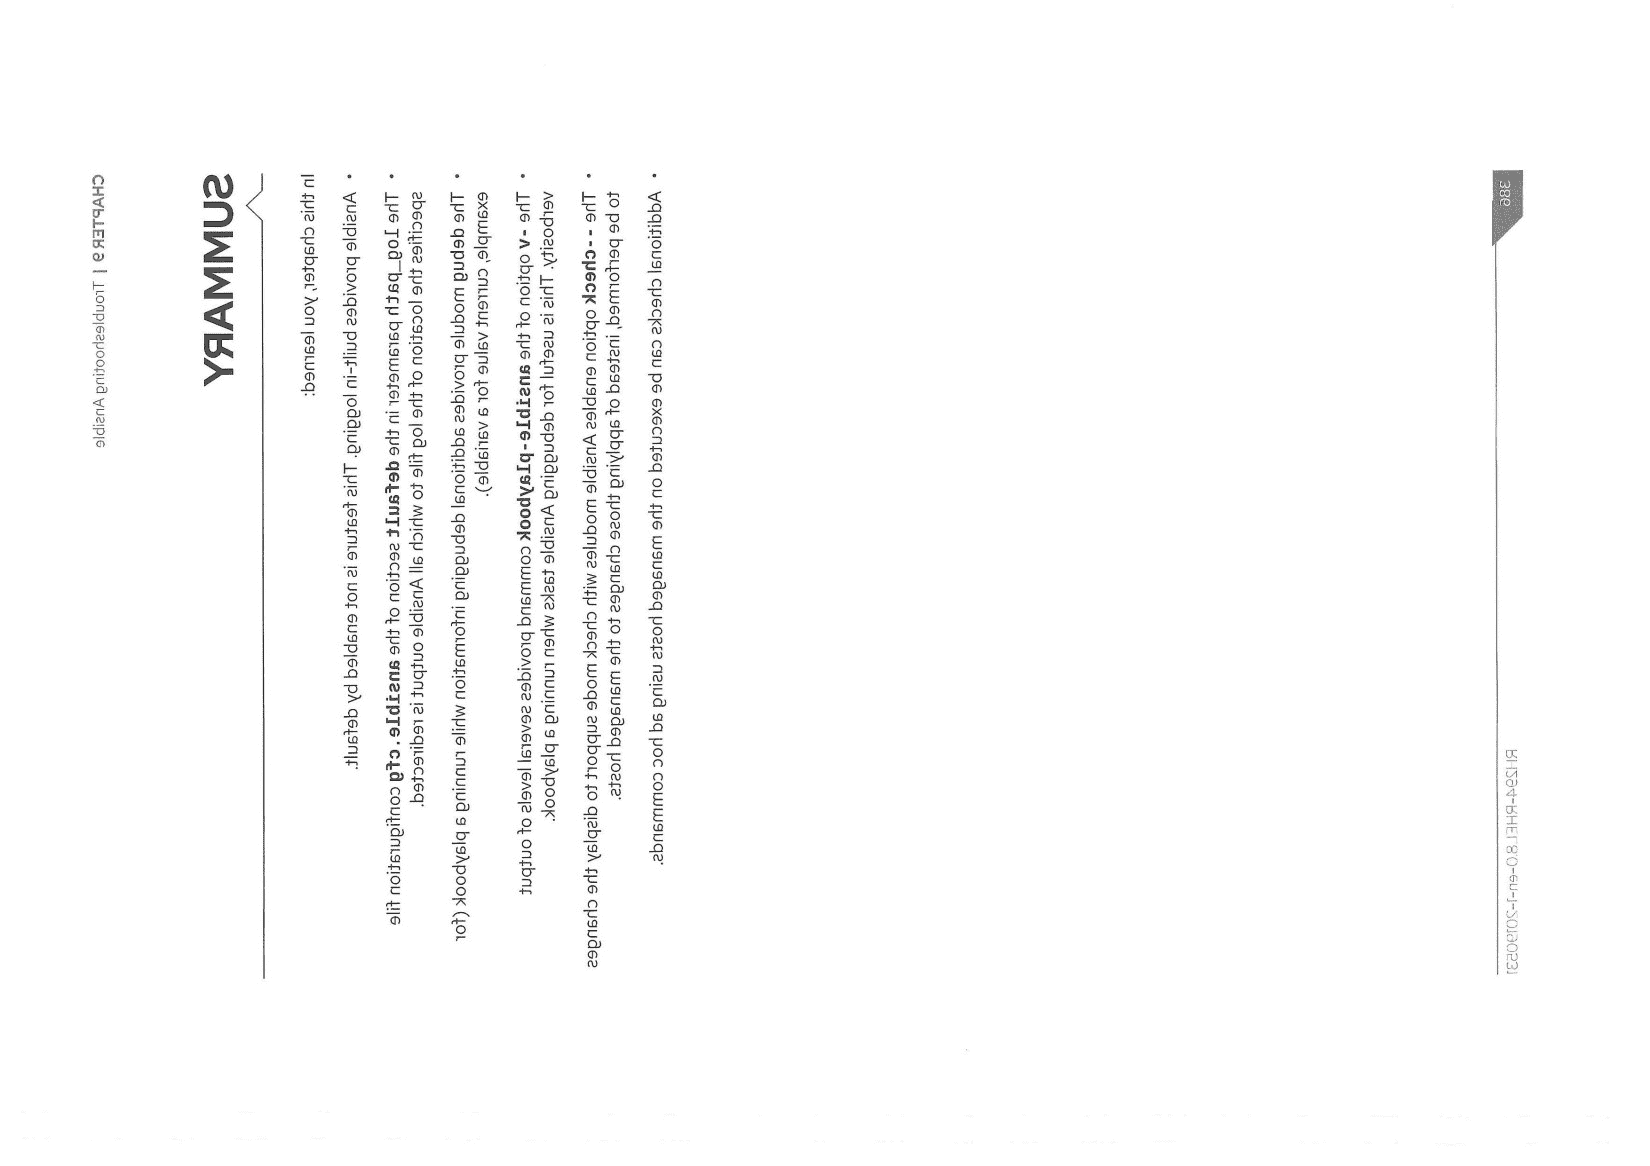 CHAPTER 9 | Troubleshooting Ansible
SUMMARY
In this chapter, you learned:
• Ansible provides built-in logging. This feature is not enabled by default.
• The log_path parameter in the default section of the ansible.cfg configuration file
specifies the location of the log file to which all Ansible output is redirected.
• The debug module provides additional debugging information while running a playbook (for
example, current value for a variable).
• The -v option of the ansible-playbook command provides several levels of output
verbosity. This is useful for debugging Ansible tasks when running a playbook.
• The --check option enables Ansible modules with check mode support to display the changes
to be performed, instead of applying those changes to the managed hosts.
• Additional checks can be executed on the managed hosts using ad hoc commands.
386
RH294-RHEL8.0-en-1-20190531